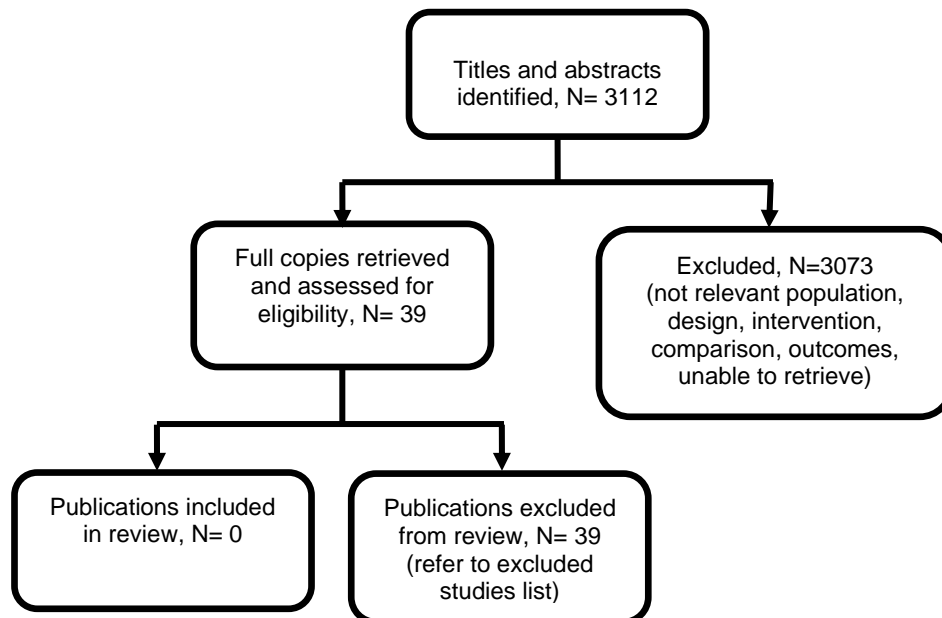 Titles and abstracts
identified, N= 3112
Full copies retrieved
and assessed for
eligibility, N= 39
Excluded, N=3073
(not relevant population,
design, intervention,
comparison, outcomes,
unable to retrieve)
Publications included
in review, N= 0
Publications excluded
from review, N= 39
(refer to excluded
studies list)